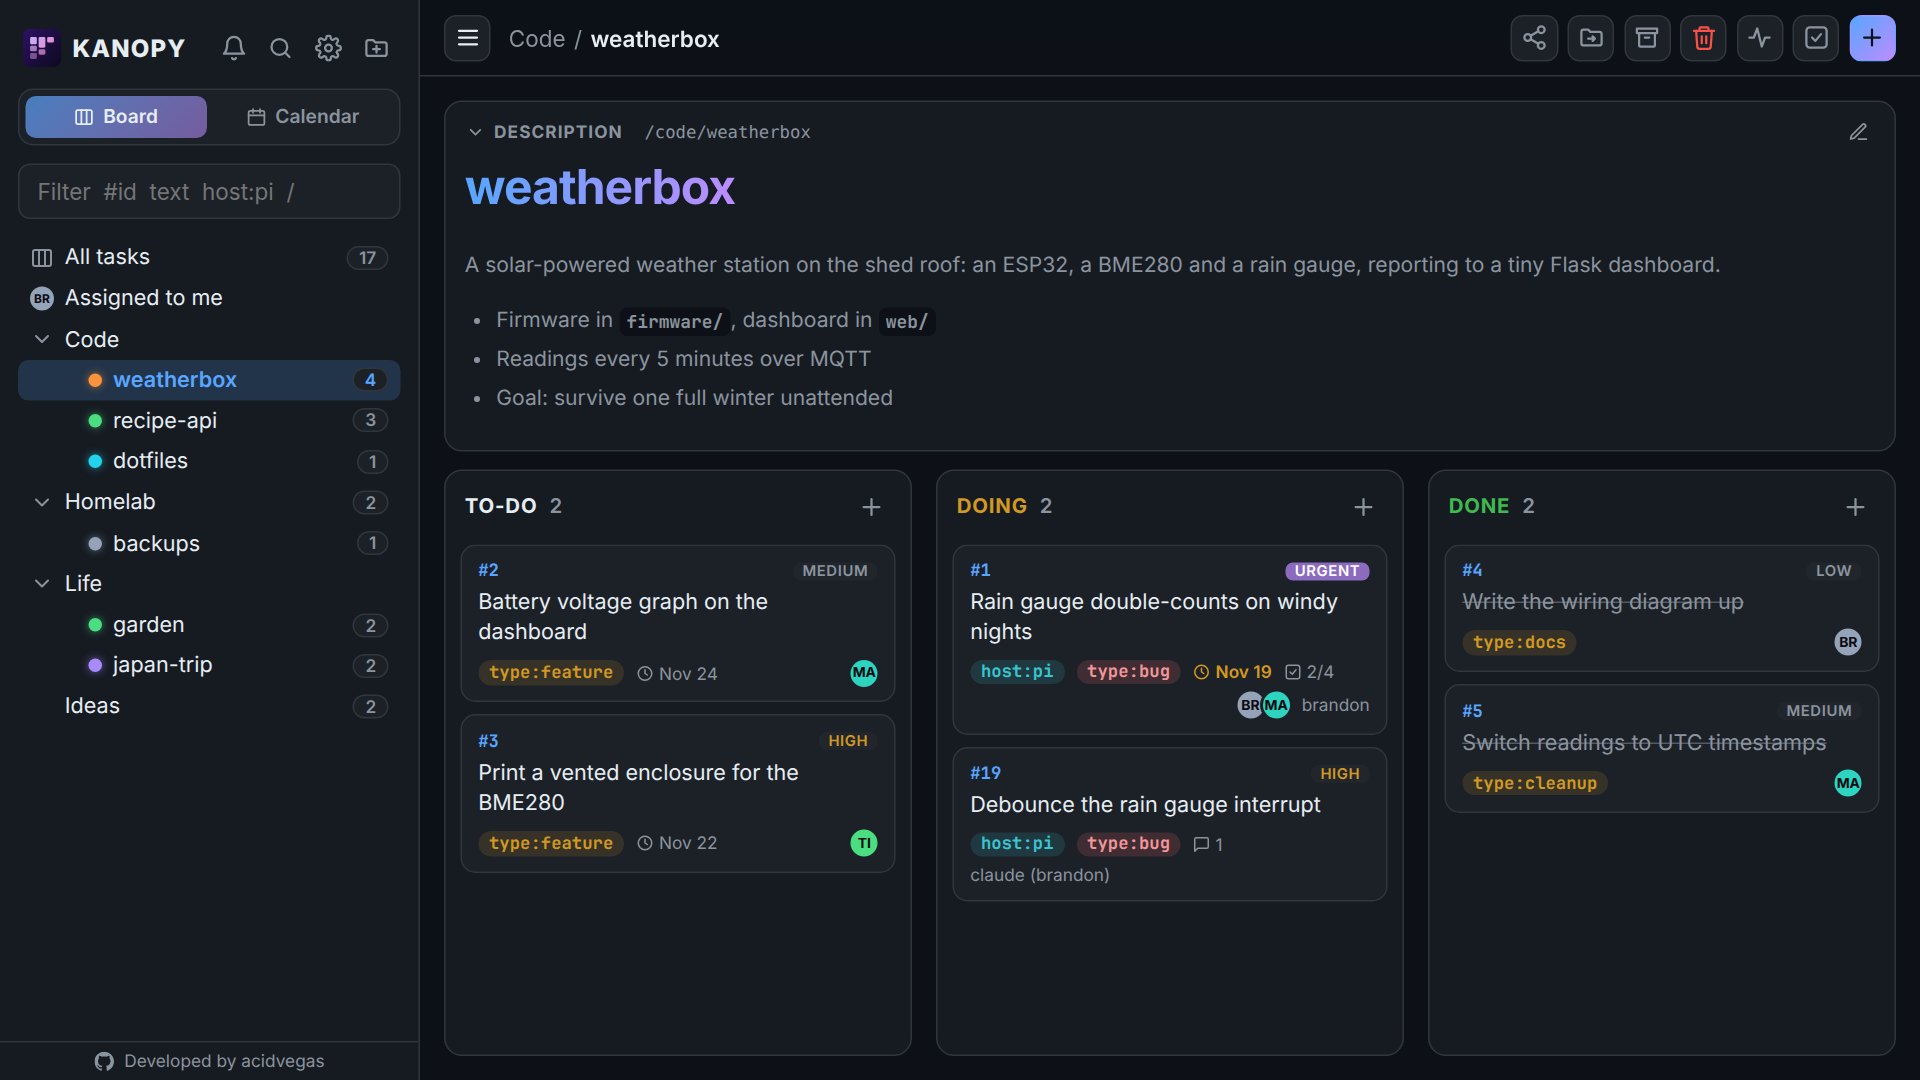 KANOPY
Board
Calendar
Filter #id text host:pi /
All tasks 17
BR Assigned to me
Code
weatherbox 4
recipe-api 3
dotfiles 1
Homelab 2
backups 1
Life
garden 2
japan-trip 2
Ideas 2
Developed by acidvegas
Code / weatherbox
DESCRIPTION /code/weatherbox
weatherbox
A solar-powered weather station on the shed roof: an ESP32, a BME280 and a rain gauge, reporting to a tiny Flask dashboard.
• Firmware in firmware/, dashboard in web/
• Readings every 5 minutes over MQTT
• Goal: survive one full winter unattended
TO-DO 2
#2 MEDIUM
Battery voltage graph on the
dashboard
type:feature Nov 24 MA
#3 HIGH
Print a vented enclosure for the
BME280
type:feature Nov 22 TI
DOING 2
#1 URGENT
Rain gauge double-counts on windy
nights
host:pi type:bug Nov 19 2/4
BR MA brandon
#19 HIGH
Debounce the rain gauge interrupt
host:pi type:bug 1
claude (brandon)
DONE 2
#4 LOW
Write the wiring diagram up
type:docs BR
#5 MEDIUM
Switch readings to UTC timestamps
type:cleanup MA